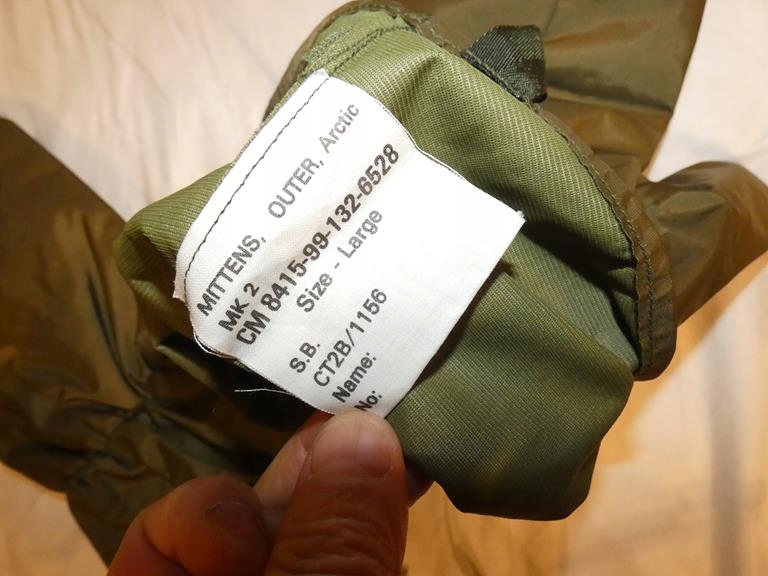 MITTENS, OUTER, Arctic
MK 2
CM 8415-99-132-6528
Size - Large
S.B.
CT2B/1156
Name:
No: